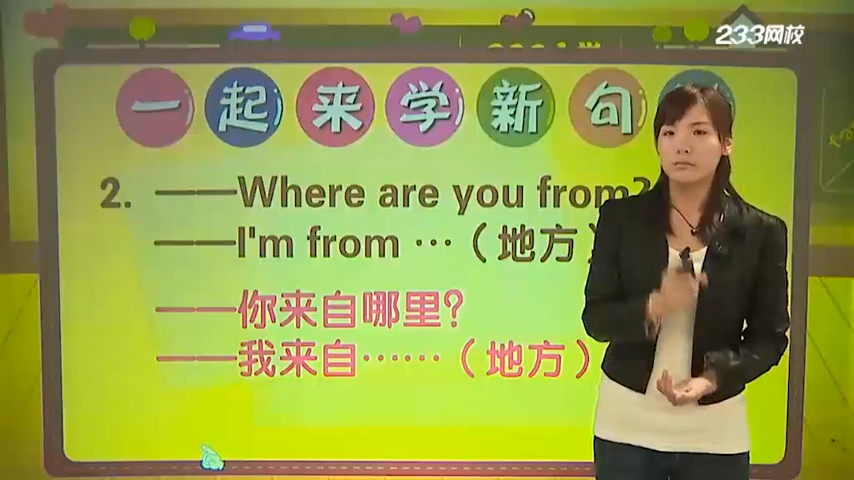 233网校
一起来学新句
2. ——Where are you from?
——I'm from …（地方）
——你来自哪里？
——我来自……（地方）